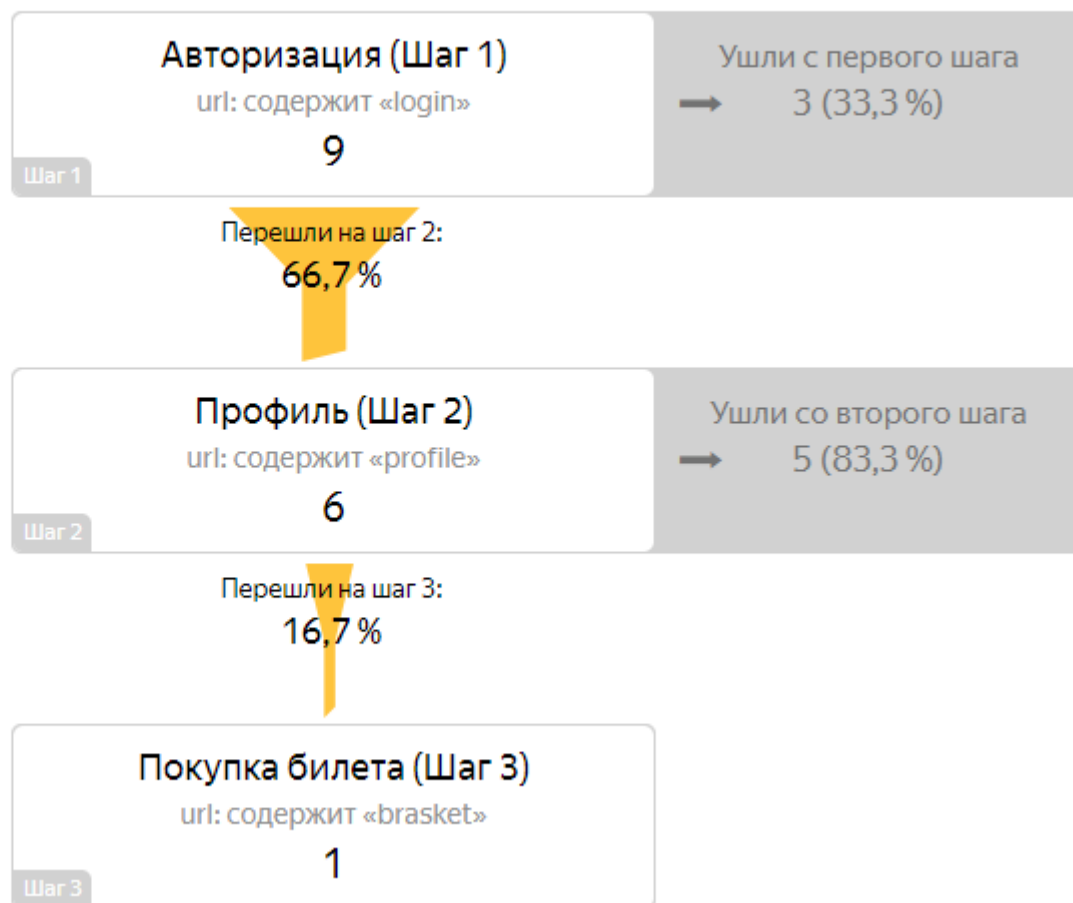 Авторизация (Шаг 1)
url: содержит «login»
9
Шаг 1
Ушли с первого шага
3 (33,3 %)
Перешли на шаг 2:
66,7 %
Профиль (Шаг 2)
url: содержит «profile»
6
Шаг 2
Ушли со второго шага
5 (83,3 %)
Перешли на шаг 3:
16,7 %
Покупка билета (Шаг 3)
url: содержит «brasket»
1
Шаг 3